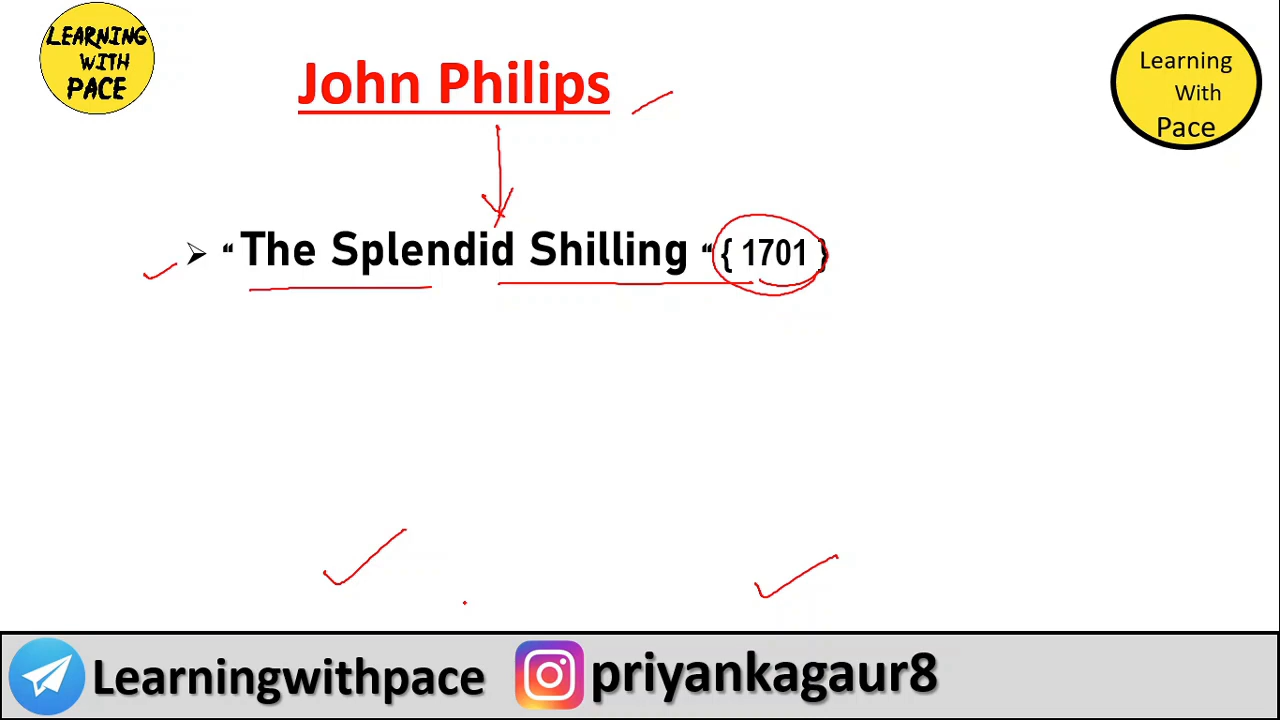 LEARNING
WITH
PACE
John Philips
Learning
With
Pace
➢ “ The Splendid Shilling “ { 1701 }
Learningwithpace
priyankagaur8